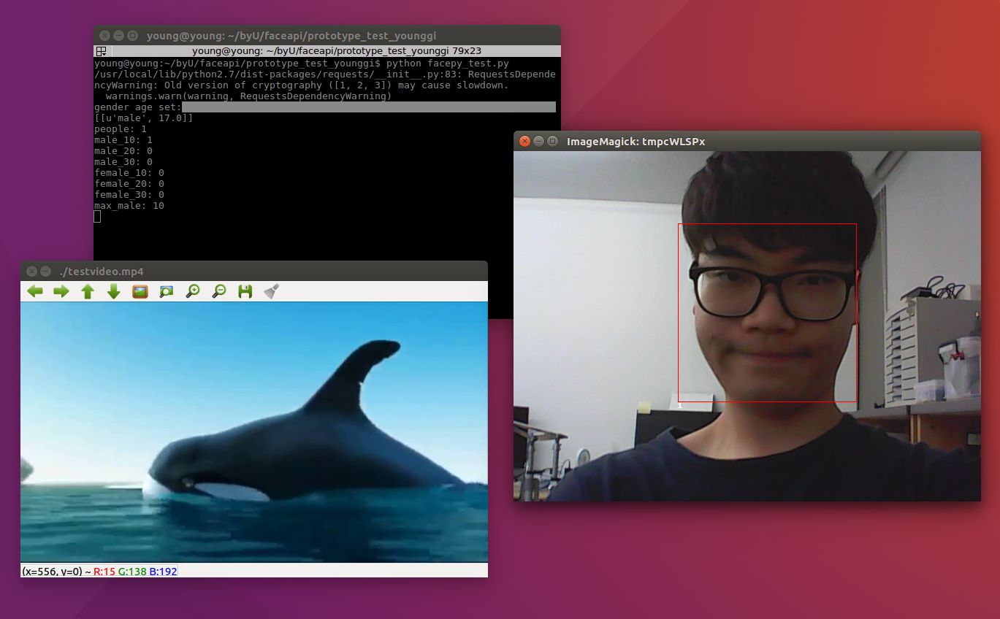 young@young: ~/byU/faceapi/prototype_test_younggi
young@young: ~/byU/faceapi/prototype_test_younggi 79x23
young@young:~/byU/faceapi/prototype_test_younggi$ python facepy_test.py
/usr/local/lib/python2.7/dist-packages/requests/__init__.py:83: RequestsDepende
ncyWarning: Old version of cryptography ([1, 2, 3]) may cause slowdown.
warnings.warn(warning, RequestsDependencyWarning)
gender age set:
[[u'male', 17.0]]
people: 1
male_10: 1
male_20: 0
male_30: 0
female_10: 0
female_20: 0
female_30: 0
max_male: 10
ImageMagick: tmpcWLSPx
1
./testvideo.mp4
(x=556, y=0) ~ R:15 G:138 B:192